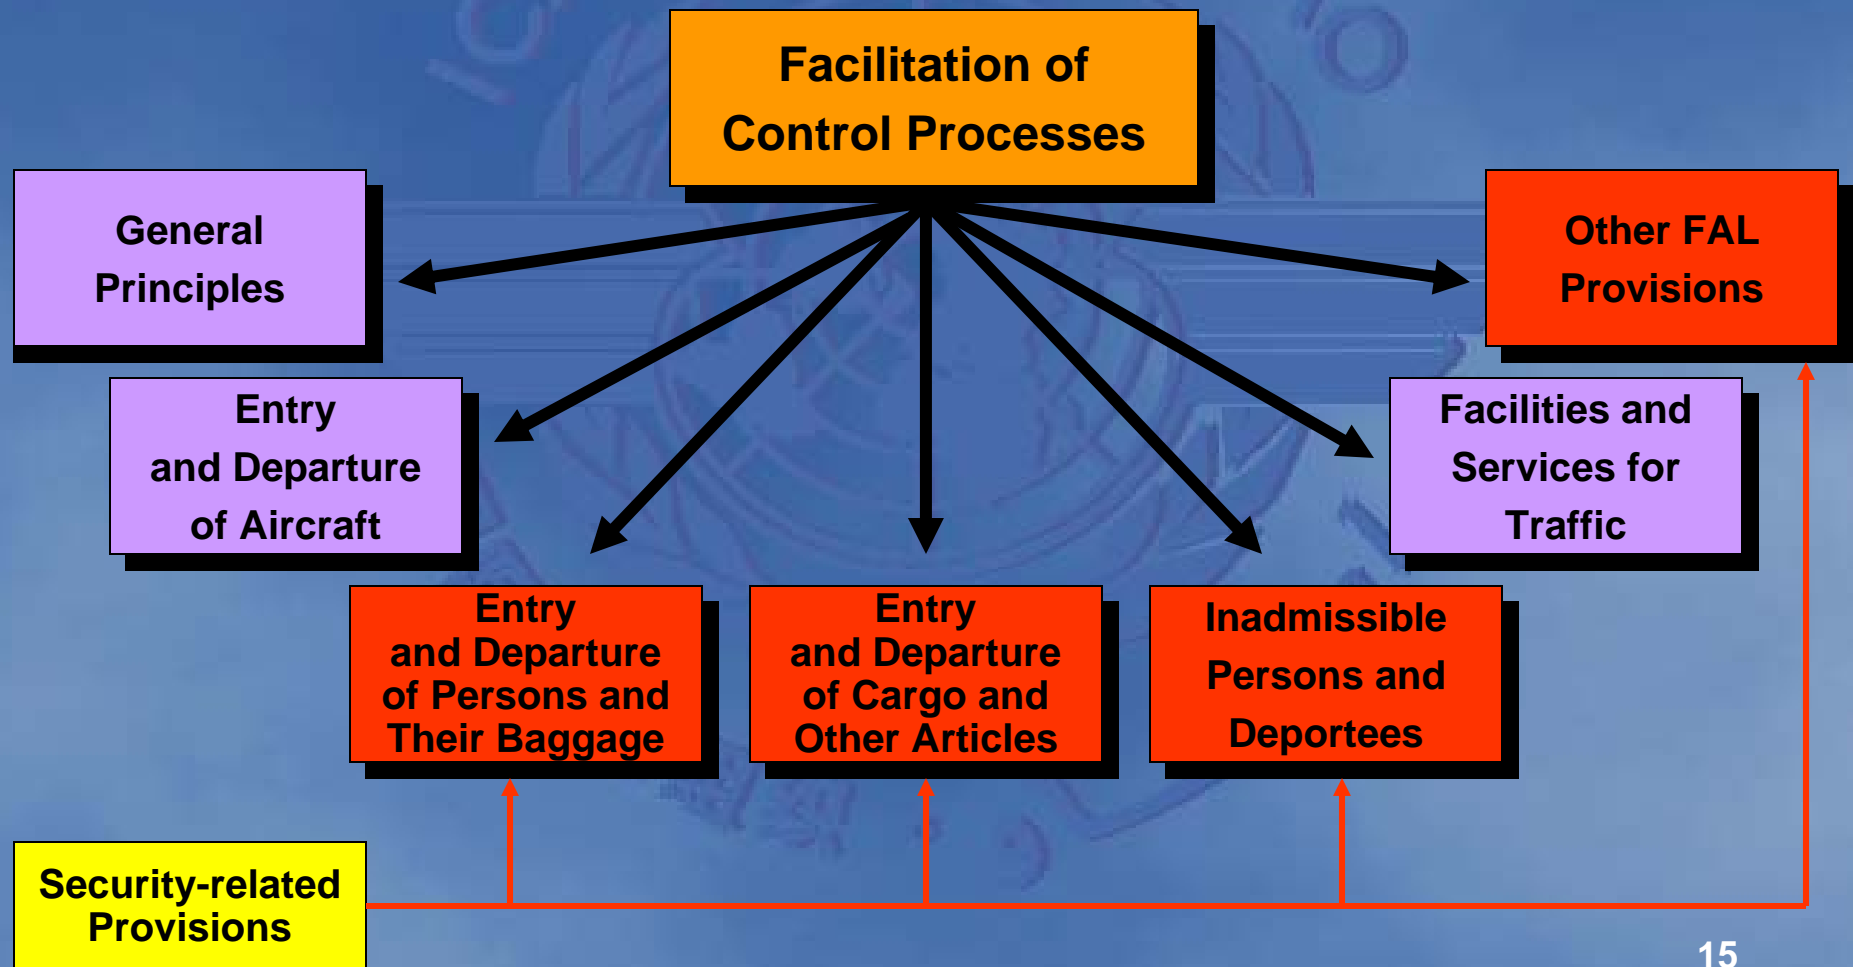 Facilitation of
Control Processes
General
Principles
Other FAL
Provisions
Entry
and Departure
of Aircraft
Facilities and
Services for
Traffic
Entry
and Departure
of Persons and
Their Baggage
Entry
and Departure
of Cargo and
Other Articles
Inadmissible
Persons and
Deportees
Security-related
Provisions
15